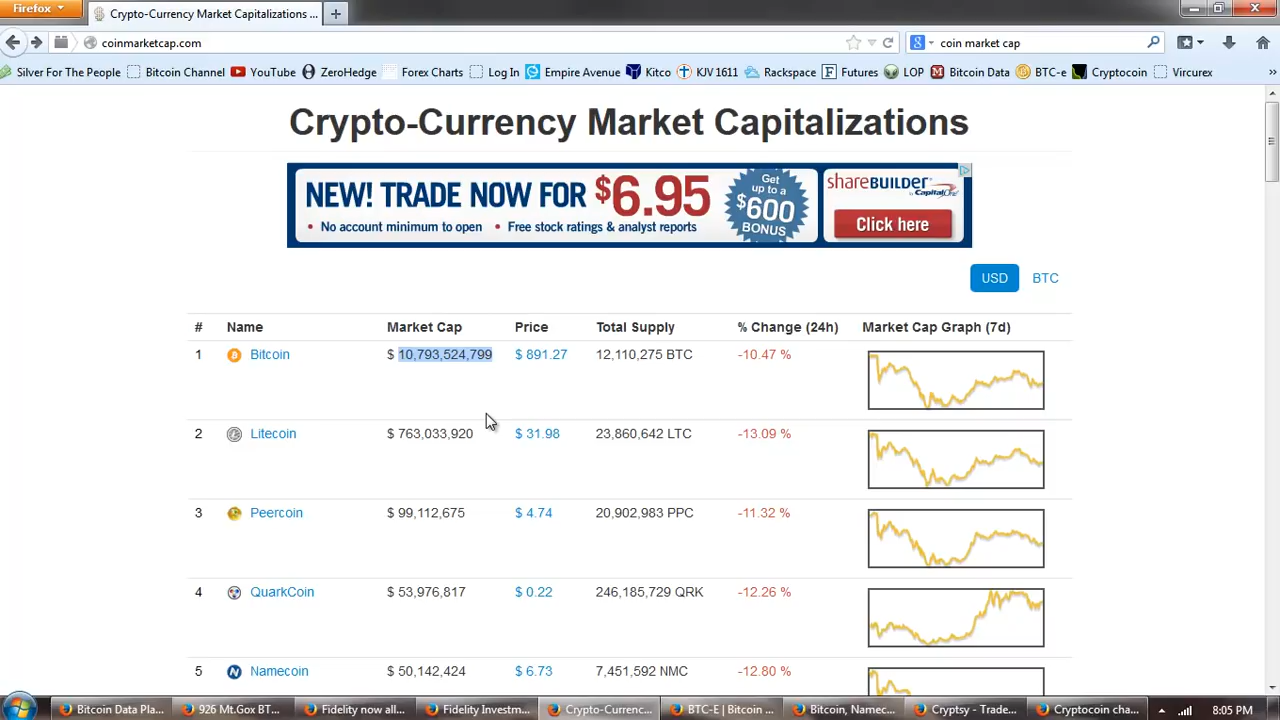 Firefox
Crypto-Currency Market Capitalizations ...
coinmarketcap.com
coin market cap
Silver For The People
Bitcoin Channel
YouTube
ZeroHedge
Forex Charts
Log In
Empire Avenue
Kitco
KJV 1611
Rackspace
Futures
LOP
Bitcoin Data
BTC-e
Cryptocoin
Vircurex
»
Crypto-Currency Market Capitalizations
NEW! TRADE NOW FOR $6.95
• No account minimum to open • Free stock ratings & analyst reports
Get
up to a
$600
BONUS
shareBUILDER
by Capital One
Click here
USD BTC
# Name Market Cap Price Total Supply % Change (24h) Market Cap Graph (7d)
1 Bitcoin $ 10,793,524,799 $ 891.27 12,110,275 BTC -10.47 %
2 Litecoin $ 763,033,920 $ 31.98 23,860,642 LTC -13.09 %
3 Peercoin $ 99,112,675 $ 4.74 20,902,983 PPC -11.32 %
4 QuarkCoin $ 53,976,817 $ 0.22 246,185,729 QRK -12.26 %
5 Namecoin $ 50,142,424 $ 6.73 7,451,592 NMC -12.80 %
Bitcoin Data Pla...
926 Mt.Gox BT...
Fidelity now all...
Fidelity Investm...
Crypto-Currenc...
BTC-E | Bitcoin ...
Bitcoin, Namec...
Cryptsy - Trade...
Cryptocoin cha...
8:05 PM